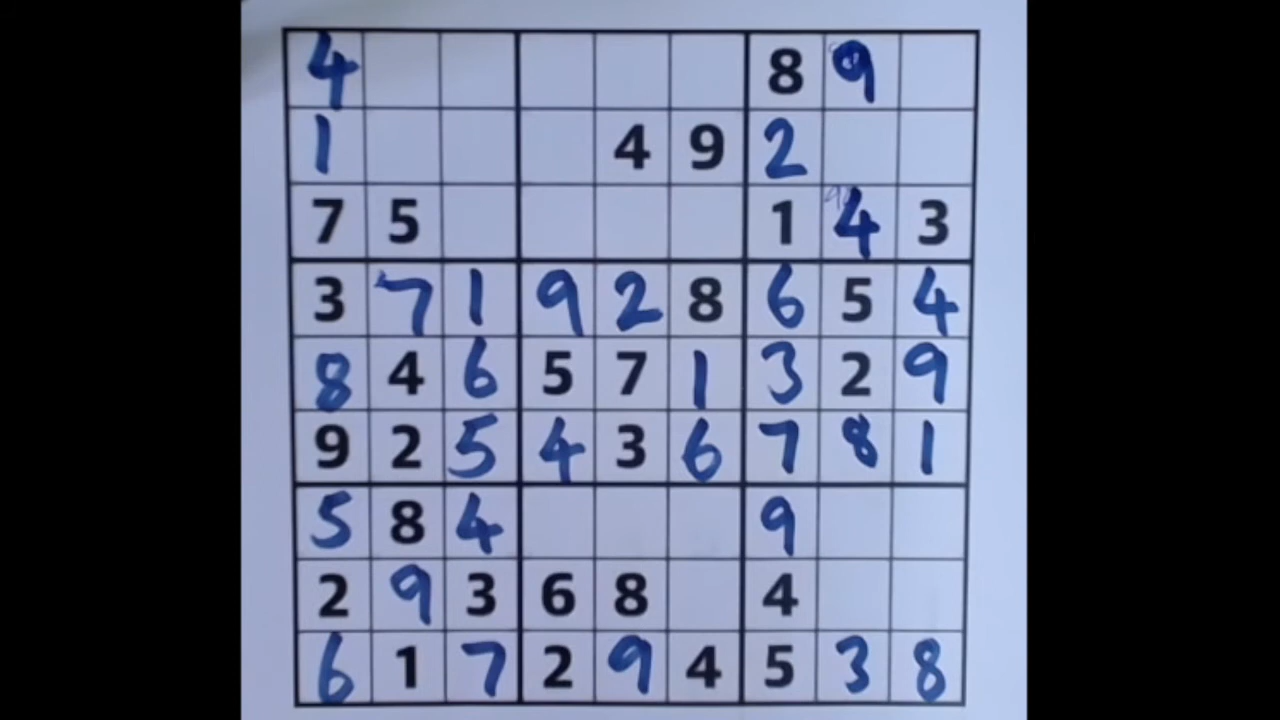 4 8 9
1 4 9 2
7 5 1 4 3
3 7 1 9 2 8 6 5 4
8 4 6 5 7 1 3 2 9
9 2 5 4 3 6 7 8 1
5 8 4 9
2 9 3 6 8 4
6 1 7 2 9 4 5 3 8